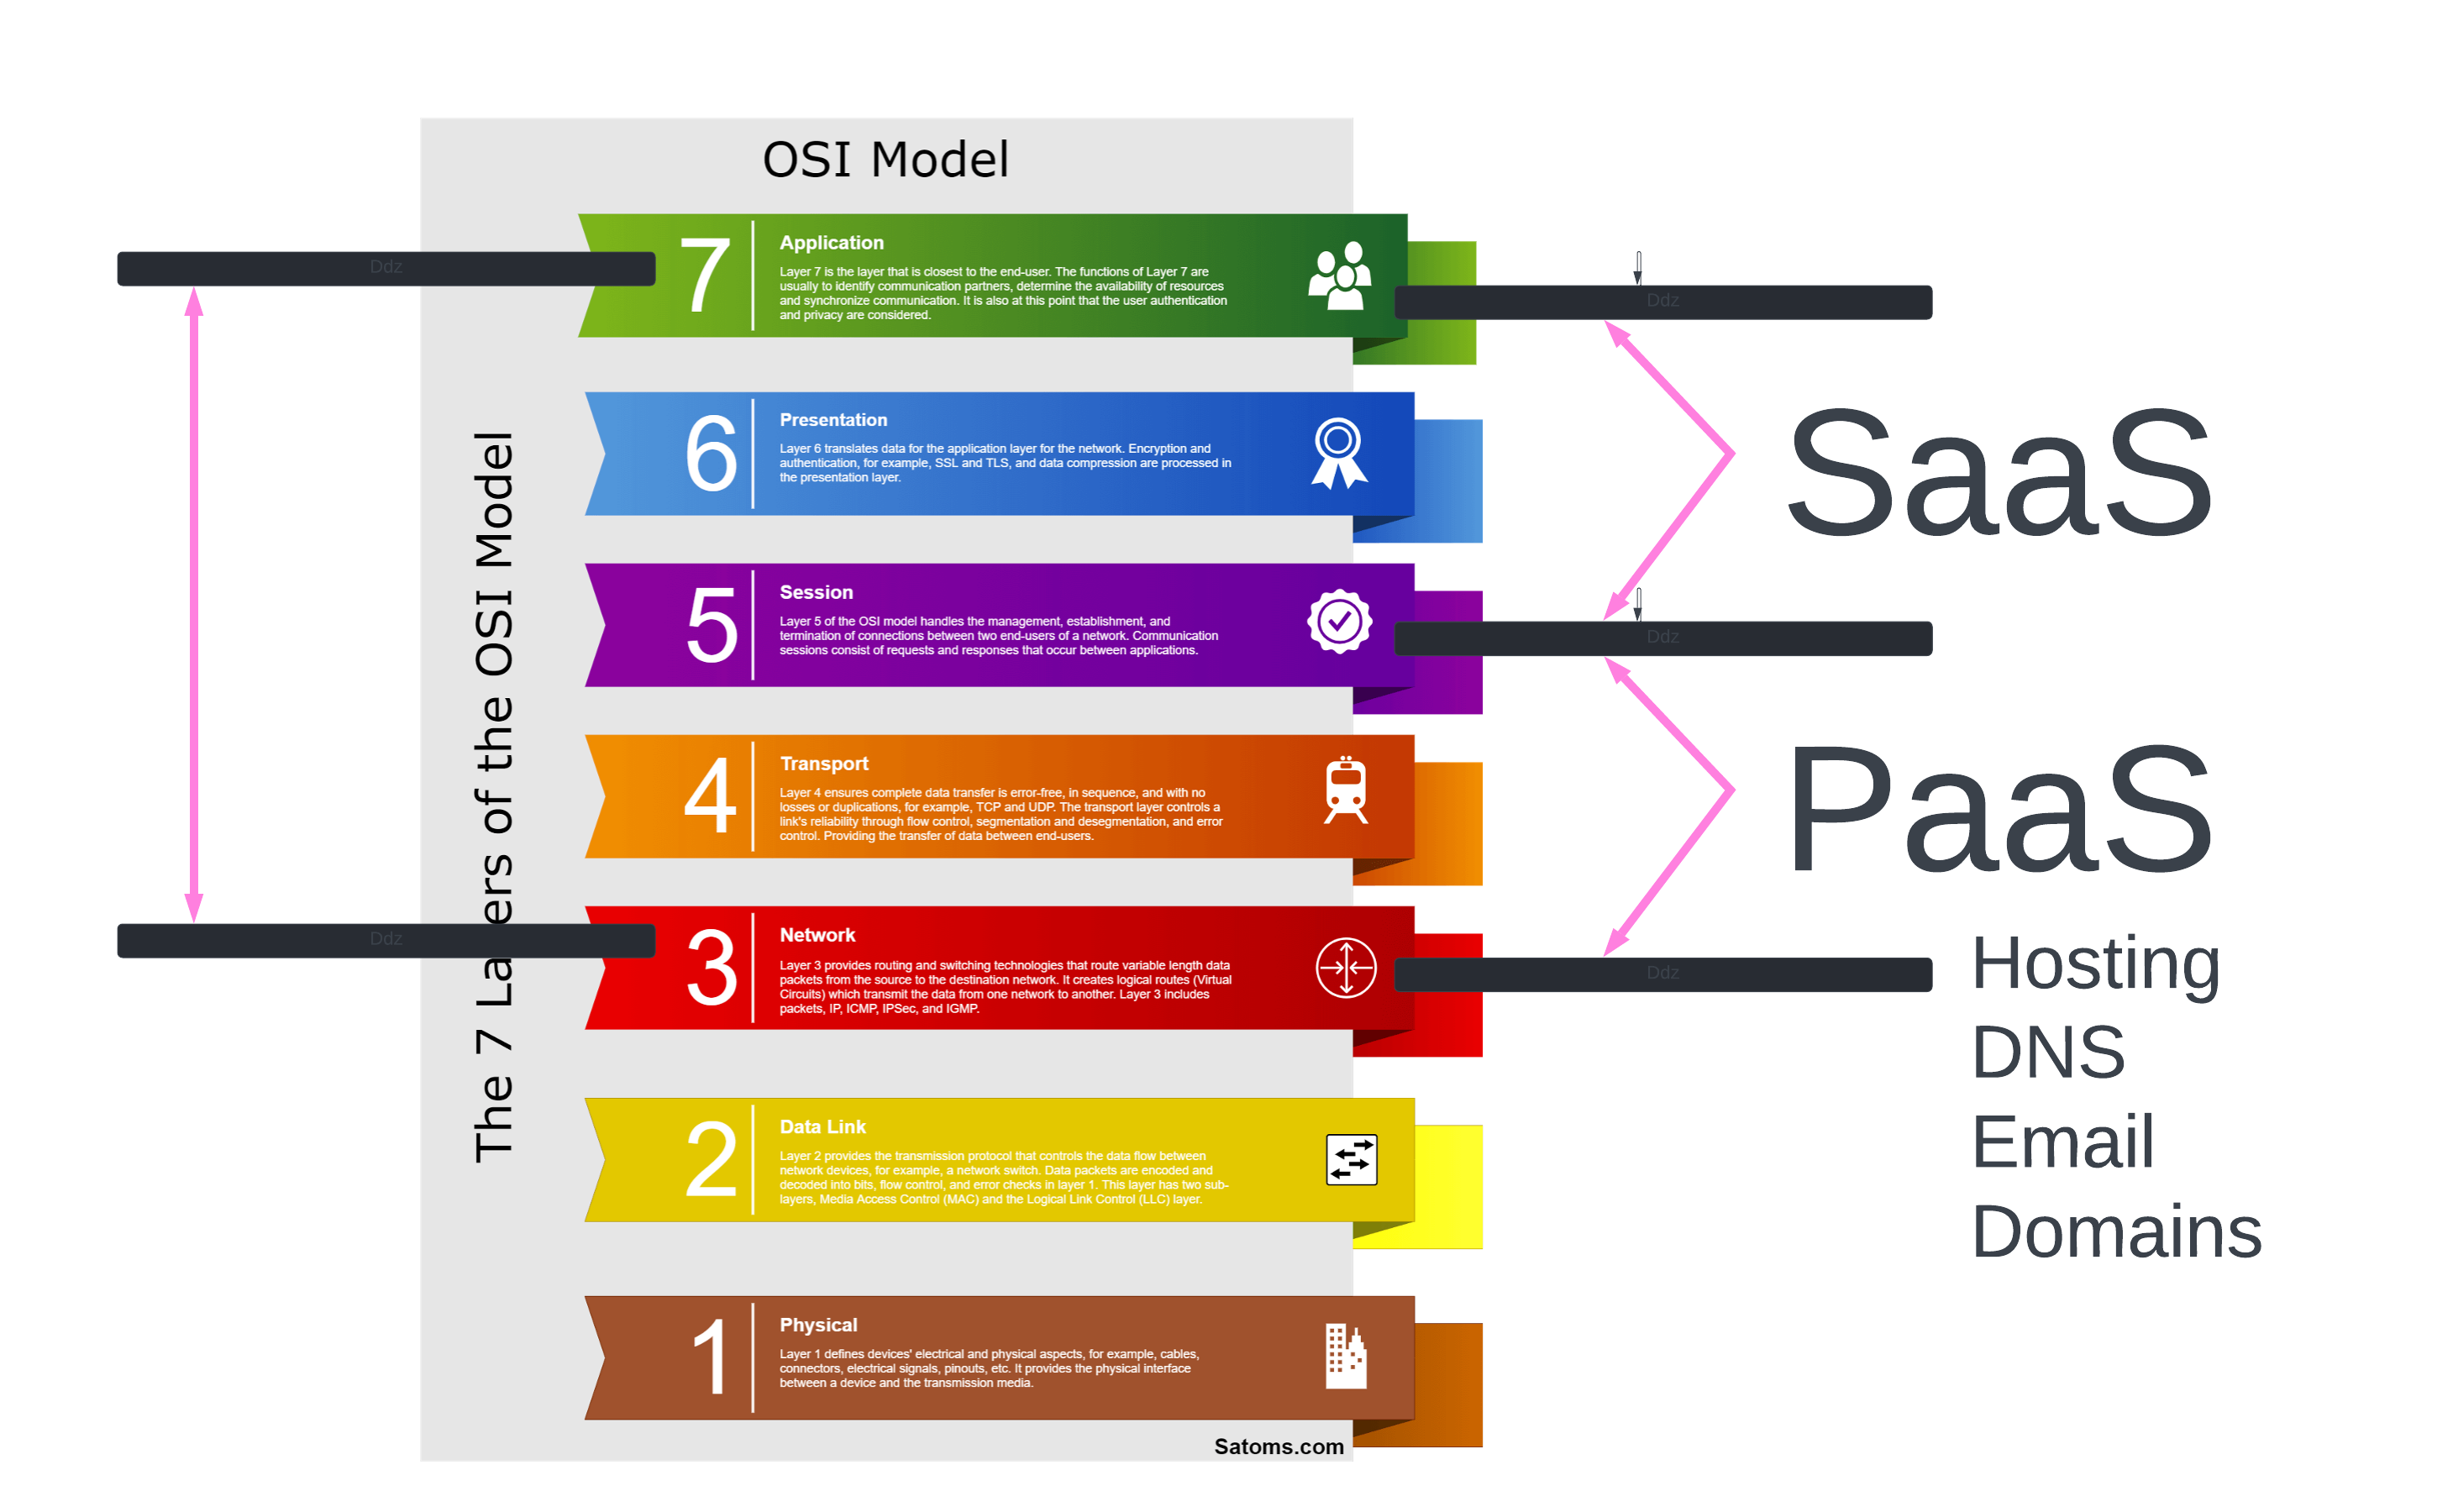 OSI Model
The 7 Layers of the OSI Model
Ddz
Ddz
7
Application
Layer 7 is the layer that is closest to the end-user. The functions of Layer 7 are
usually to identify communication partners, determine the availability of resources
and synchronize communication. It is also at this point that the user authentication
and privacy are considered.
6
Presentation
Layer 6 translates data for the application layer for the network. Encryption and
authentication, for example, SSL and TLS, and data compression are processed in
the presentation layer.
5
Session
Layer 5 of the OSI model handles the management, establishment, and
termination of connections between two end-users of a network. Communication
sessions consist of requests and responses that occur between applications.
4
Transport
Layer 4 ensures complete data transfer is error-free, in sequence, and with no
losses or duplications, for example, TCP and UDP. The transport layer controls a
link's reliability through flow control, segmentation and desegmentation, and error
control. Providing the transfer of data between end-users.
3
Network
Layer 3 provides routing and switching technologies that route variable length data
packets from the source to the destination network. It creates logical routes (Virtual
Circuits) which transmit the data from one network to another. Layer 3 includes
packets, IP, ICMP, IPSec, and IGMP.
2
Data Link
Layer 2 provides the transmission protocol that controls the data flow between
network devices, for example, a network switch. Data packets are encoded and
decoded into bits, flow control, and error checks in layer 1. This layer has two sub-
layers, Media Access Control (MAC) and the Logical Link Control (LLC) layer.
1
Physical
Layer 1 defines devices' electrical and physical aspects, for example, cables,
connectors, electrical signals, pinouts, etc. It provides the physical interface
between a device and the transmission media.
Satoms.com
Ddz
SaaS
Ddz
PaaS
Ddz
Hosting
DNS
Email
Domains